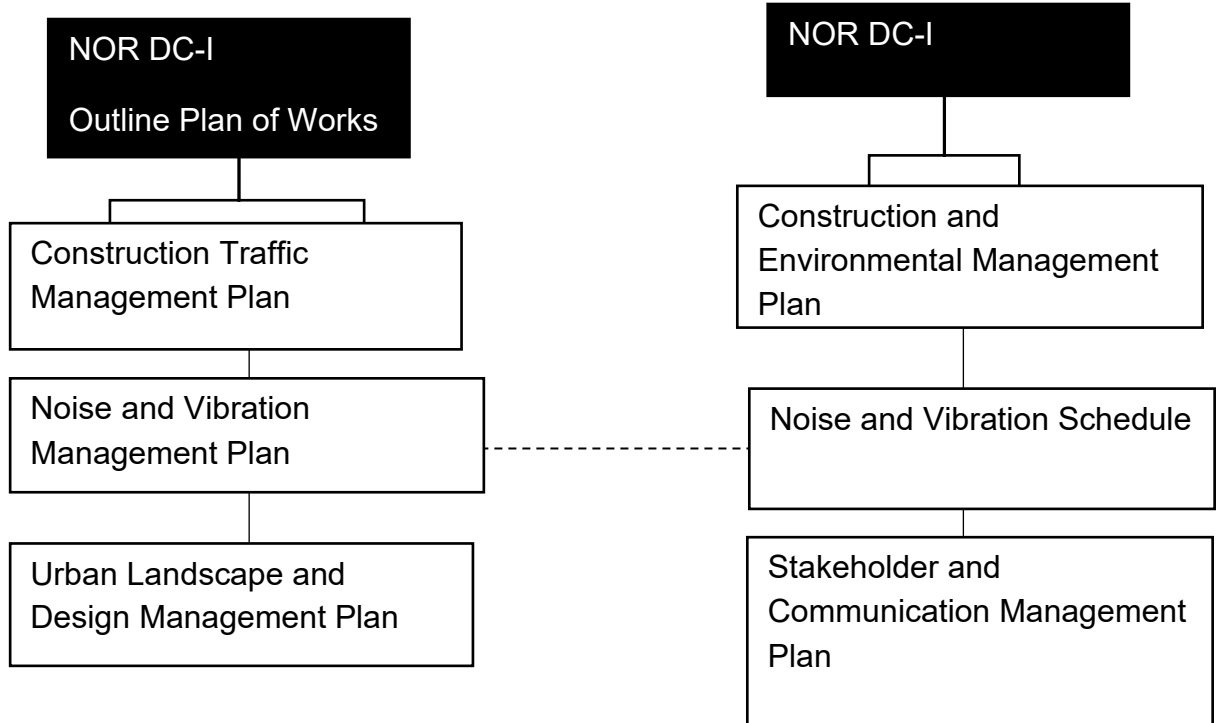 NOR DC-I
Outline Plan of Works
Construction Traffic
Management Plan
Noise and Vibration
Management Plan
Urban Landscape and
Design Management Plan
NOR DC-I
Construction and
Environmental Management
Plan
Noise and Vibration Schedule
Stakeholder and
Communication Management
Plan